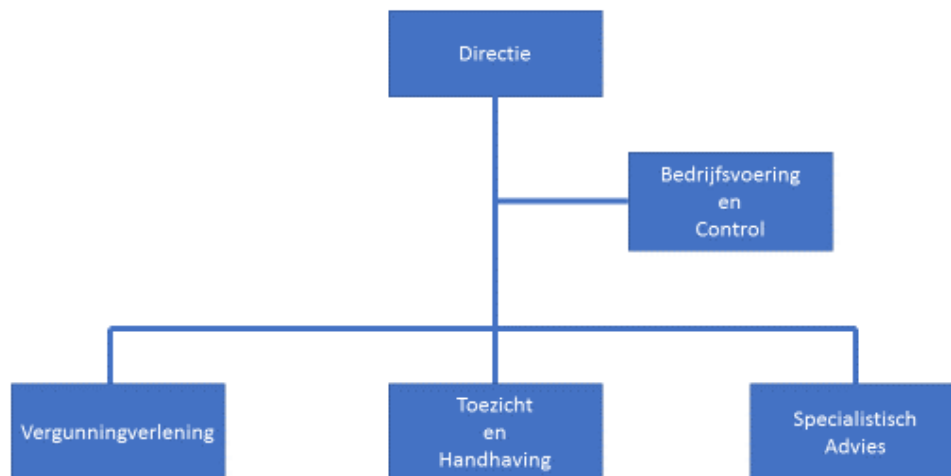 Directie
Bedrijfsvoering
en
Control
Vergunningverlening
Toezicht
en
Handhaving
Specialistisch
Advies